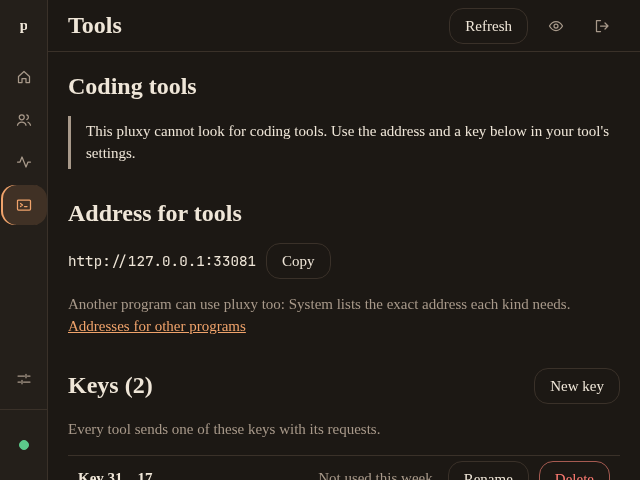 p
Tools
Refresh
Coding tools
This pluxy cannot look for coding tools. Use the address and a key below in your tool's
settings.
Address for tools
http://127.0.0.1:33081
Copy
Another program can use pluxy too: System lists the exact address each kind needs.
Addresses for other programs
Keys (2)
New key
Every tool sends one of these keys with its requests.
Not used this week
Rename
Delete